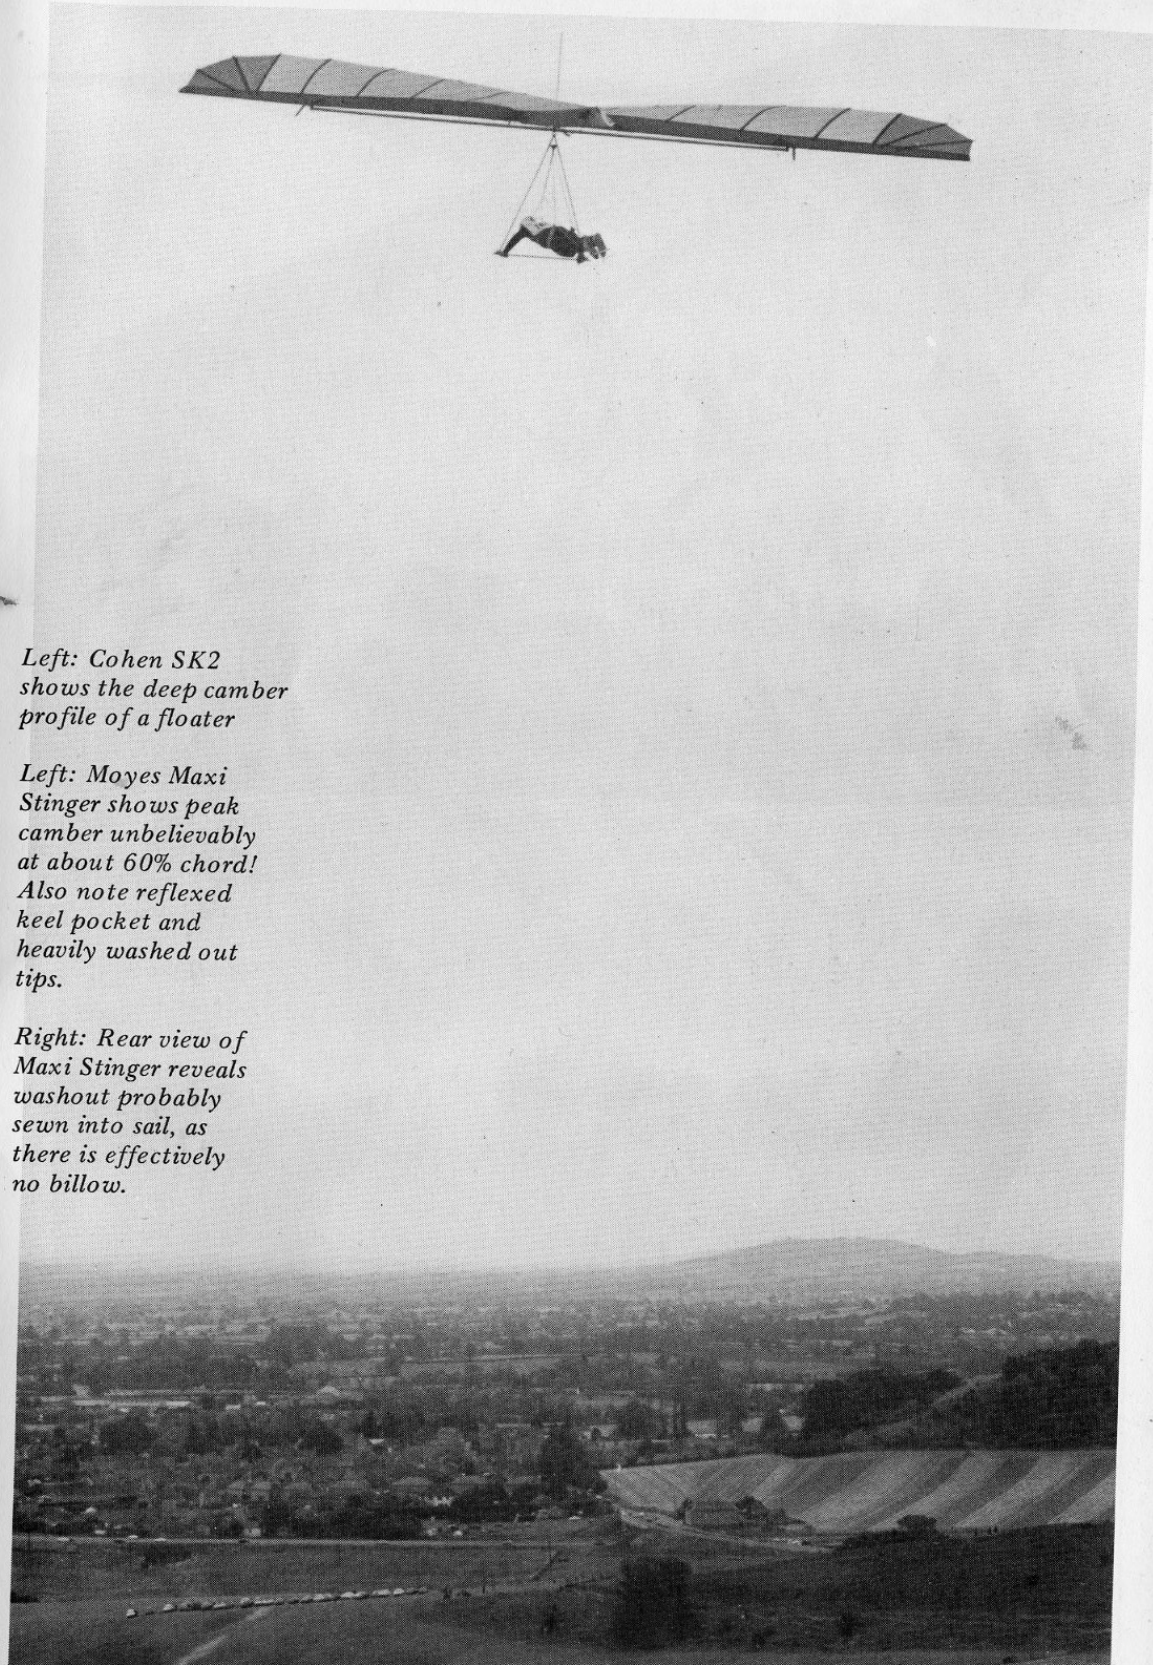 Left: Cohen SK2
shows the deep camber
profile of a floater
Left: Moyes Maxi
Stinger shows peak
camber unbelievably
at about 60% chord!
Also note reflexed
keel pocket and
heavily washed out
tips.
Right: Rear view of
Maxi Stinger reveals
washout probably
sewn into sail, as
there is effectively
no billow.